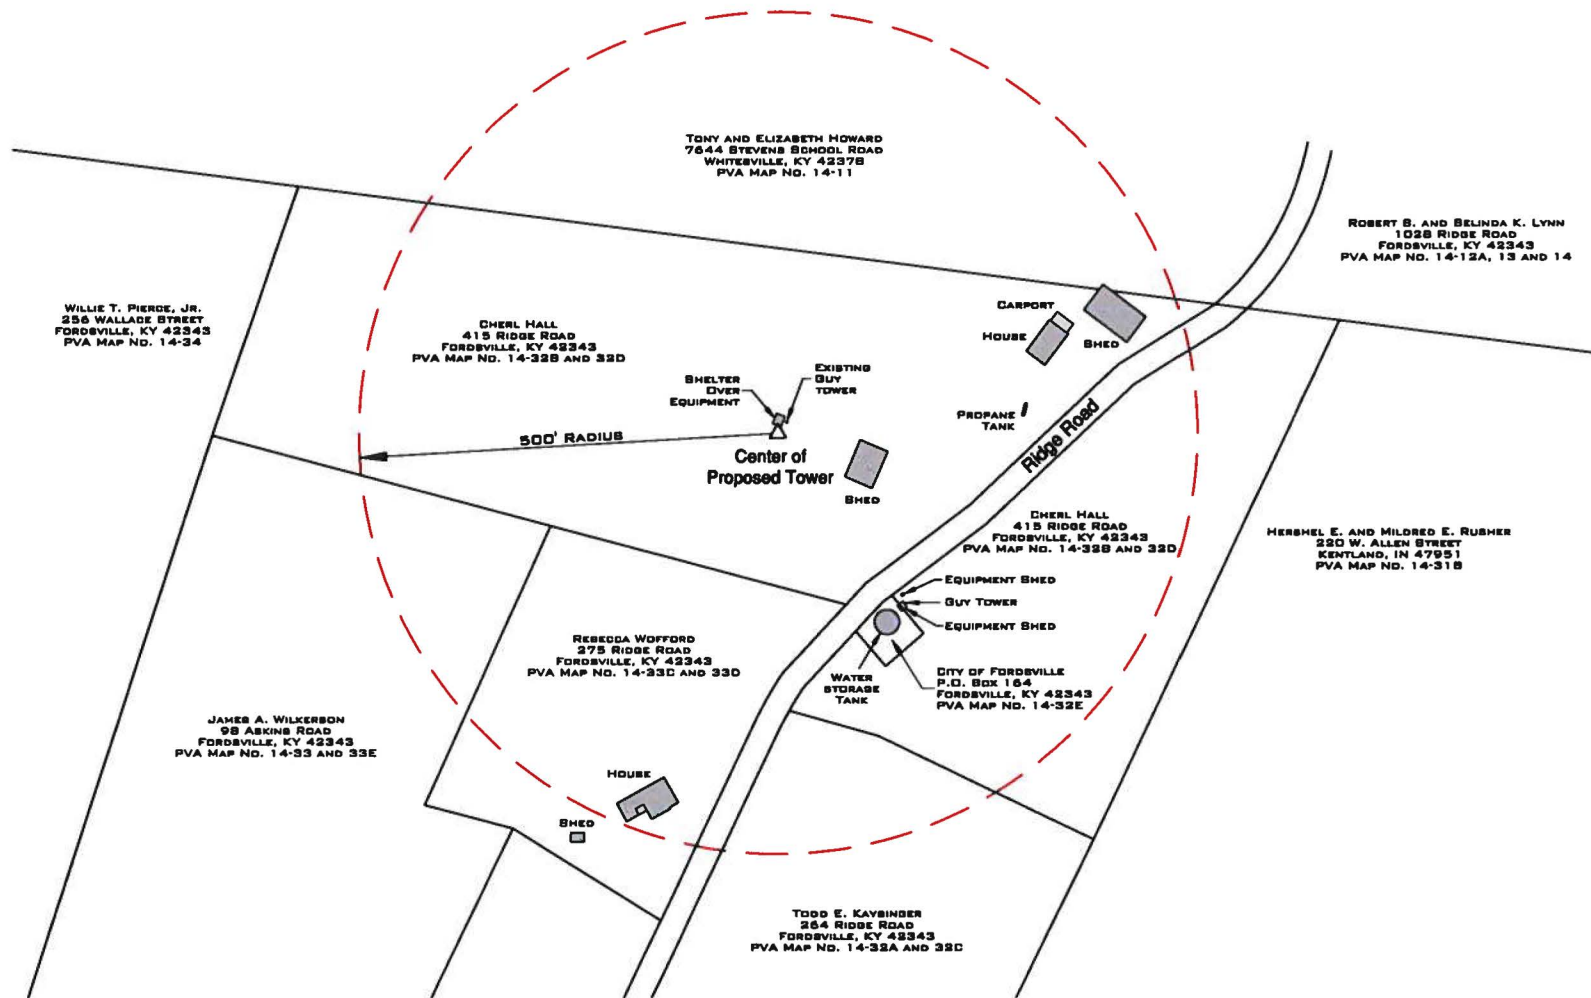 TONY AND ELIZABETH HOWARD
7644 STEVENS SCHOOL ROAD
WHITESVILLE, KY 42378
PVA MAP NO. 14-11
ROBERT S. AND BELINDA K. LYNN
1028 RIDGE ROAD
FORDSVILLE, KY 42343
PVA MAP NO. 14-12A, 13 AND 14
WILLIE T. PIERCE, JR.
256 WALLACE STREET
FORDSVILLE, KY 42343
PVA MAP NO. 14-34
CHERL HALL
415 RIDGE ROAD
FORDSVILLE, KY 42343
PVA MAP NO. 14-32B AND 32D
CARPORT
HOUSE
SHED
SHELTER
OVER
EQUIPMENT
EXISTING
GUY
TOWER
PROPANE
TANK
Ridge Road
500' RADIUS
Center of
Proposed Tower
SHED
CHERL HALL
415 RIDGE ROAD
FORDSVILLE, KY 42343
PVA MAP NO. 14-32B AND 32D
HERSHEL E. AND MILDRED E. RUSHER
220 W. ALLEN STREET
KENTLAND, IN 47951
PVA MAP NO. 14-31B
EQUIPMENT SHED
GUY TOWER
EQUIPMENT SHED
REBECCA WOFFORD
275 RIDGE ROAD
FORDSVILLE, KY 42343
PVA MAP NO. 14-33C AND 33D
WATER
STORAGE
TANK
CITY OF FORDSVILLE
P.O. BOX 164
FORDSVILLE, KY 42343
PVA MAP NO. 14-32E
JAMES A. WILKERSON
98 ASKINS ROAD
FORDSVILLE, KY 42343
PVA MAP NO. 14-33 AND 33E
HOUSE
SHED
TODD E. KAYSINGER
264 RIDGE ROAD
FORDSVILLE, KY 42343
PVA MAP NO. 14-32A AND 32C